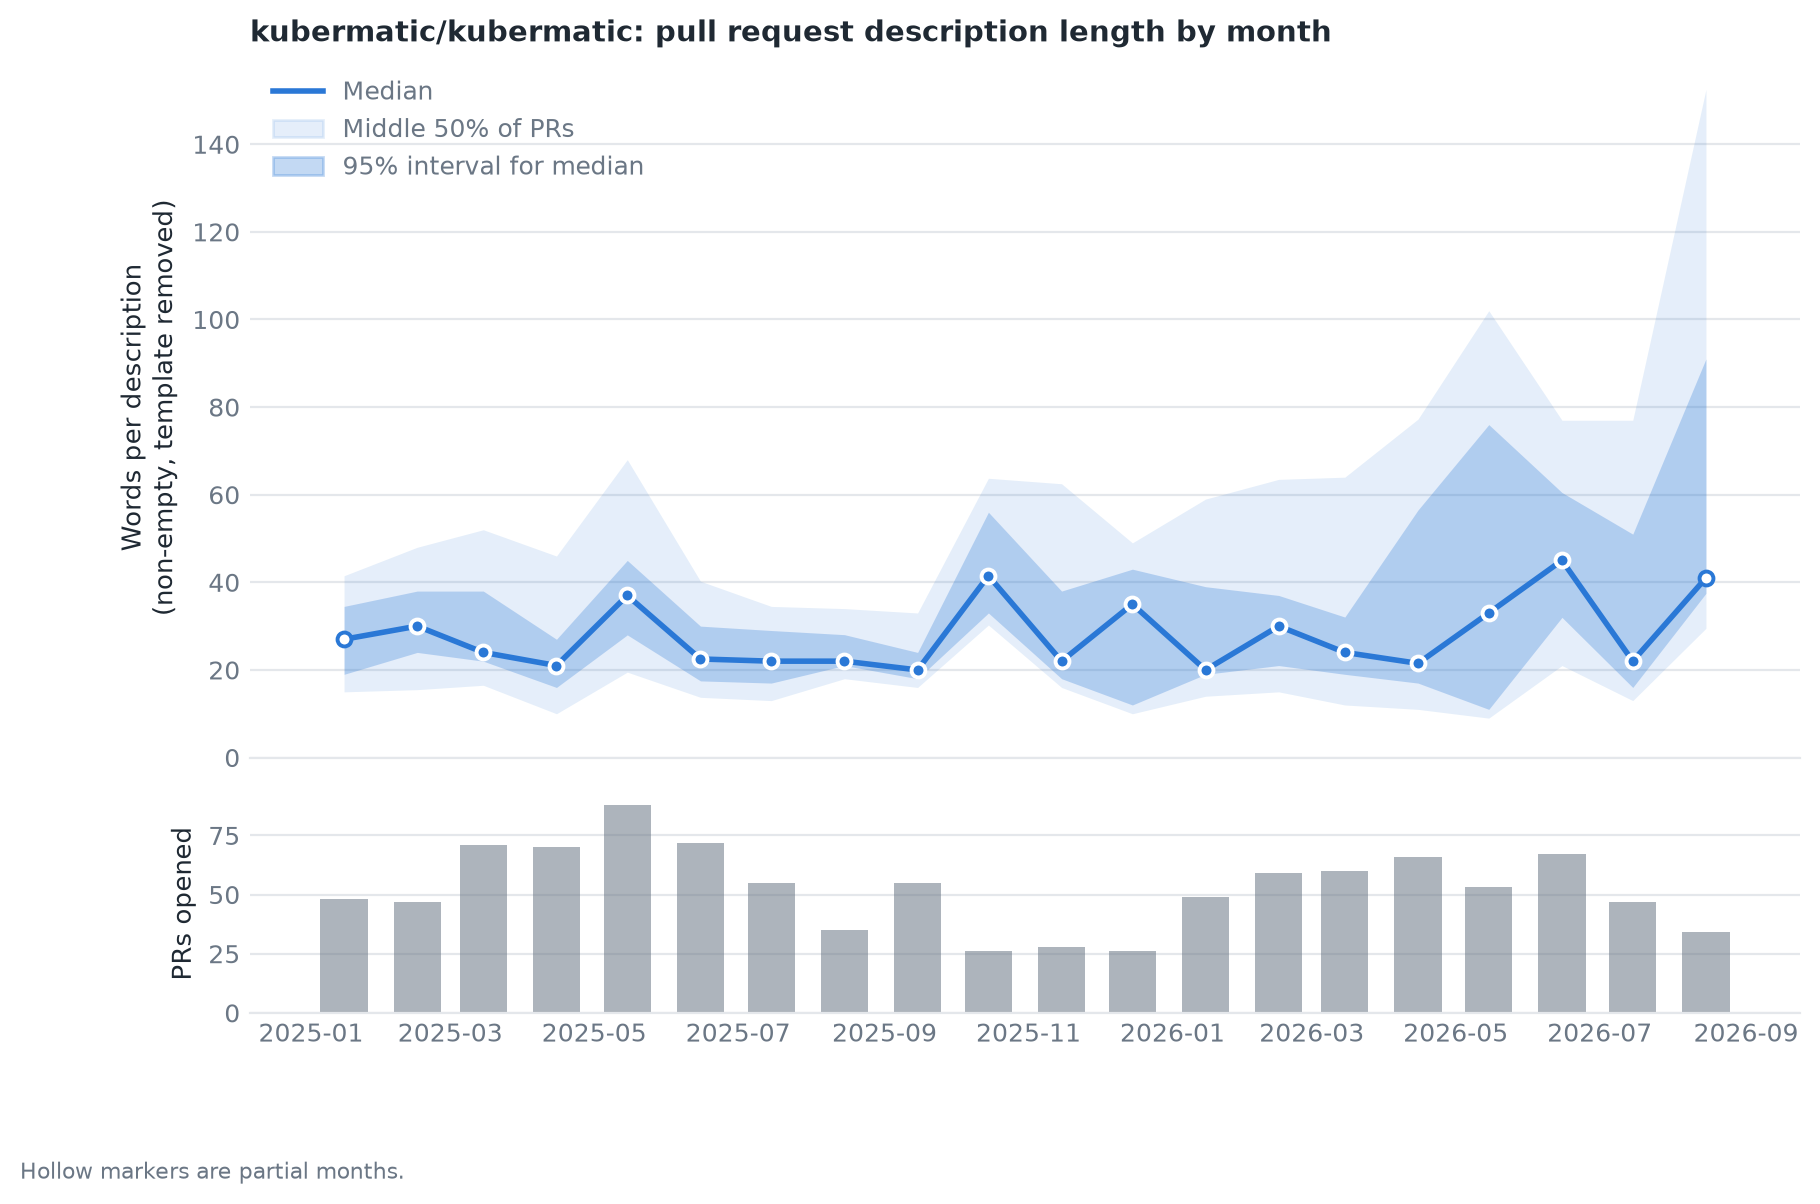 kubermatic/kubermatic: pull request description length by month
Median
Middle 50% of PRs
95% interval for median
Words per description
(non-empty, template removed)
140
120
100
80
60
40
20
0
PRs opened
75
50
25
0
2025-01
2025-03
2025-05
2025-07
2025-09
2025-11
2026-01
2026-03
2026-05
2026-07
2026-09
Hollow markers are partial months.